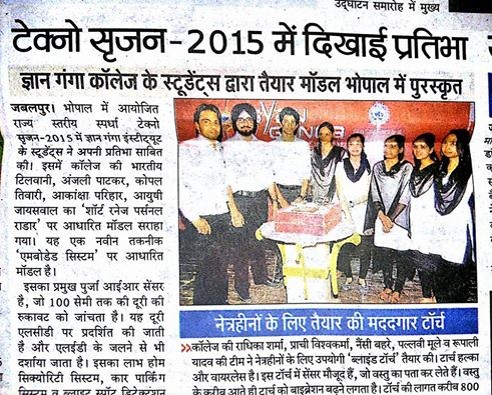 उद्घाटन समारोह में मुख्य
टेक्नो सृजन-2015 में दिखाई प्रतिभा
ज्ञान गंगा कॉलेज के स्टूडेंट्स द्वारा तैयार मॉडल भोपाल में पुरस्कृत
जबलपुर। भोपाल में आयोजित
राज्य स्तरीय स्पर्धा टेक्नो
सृजन-2015 में ज्ञान गंगा इंस्टीट्यूट
के स्टूडेंट्स ने अपनी प्रतिभा साबित
की। इसमें कॉलेज की भारतीय
टिलवानी, अंजली पाटकर, कोपल
तिवारी, आकांक्षा परिहार, आयुषी
जायसवाल का 'शॉर्ट रनेज पर्सनल
राडार' पर आधारित मॉडल सराहा
गया। यह एक नवीन तकनीक
'एमवोडेड सिस्टम' पर आधारित
मॉडल है।
इसका प्रमुख पुर्जा आईआर सेंसर
है, जो 100 सेमी तक की दूरी की
रुकावट को जांचता है। यह दूरी
एलसीडी पर प्रदर्शित की जाती
है और एलईडी के जलने से भी
दर्शाया जाता है। इसका लाभ होम
सिक्योरिटी सिस्टम, कार पार्किंग
सिस्टम व ब्लाइंड स्पॉट डिटेक्शन
नेत्रहीनों के लिए तैयार की मददगार टॉर्च
>>कॉलेज की राधिका शर्मा, प्राची विश्वकर्मा, नैंसी बहरे, पल्लवी मूले व रूपाली
यादव की टीम ने नेत्रहीनों के लिए उपयोगी 'ब्लाइंड टॉर्च' तैयार की। टार्च हल्का
और वायरलेस है। इस टॉर्च में सेंसर मौजूद हैं, जो वस्तु का पता कर लेते हैं। वस्तु
के करीब आते ही टार्च को वाइब्रेशन बढ़ने लगता है। टॉर्च की लागत करीब 800